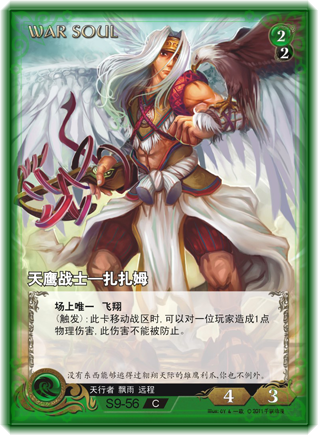 WAR SOUL
2
2
天鹰战士—扎扎姆
场上唯一 飞翔
〈触发〉:此卡移动战区时,可以对一位玩家造成1点
物理伤害,此伤害不能被防止。
没有东西能够逃得过翱翔天际的雄鹰利爪,你也不例外。
天行者 飘雨 远程
S9-56 C
4
3